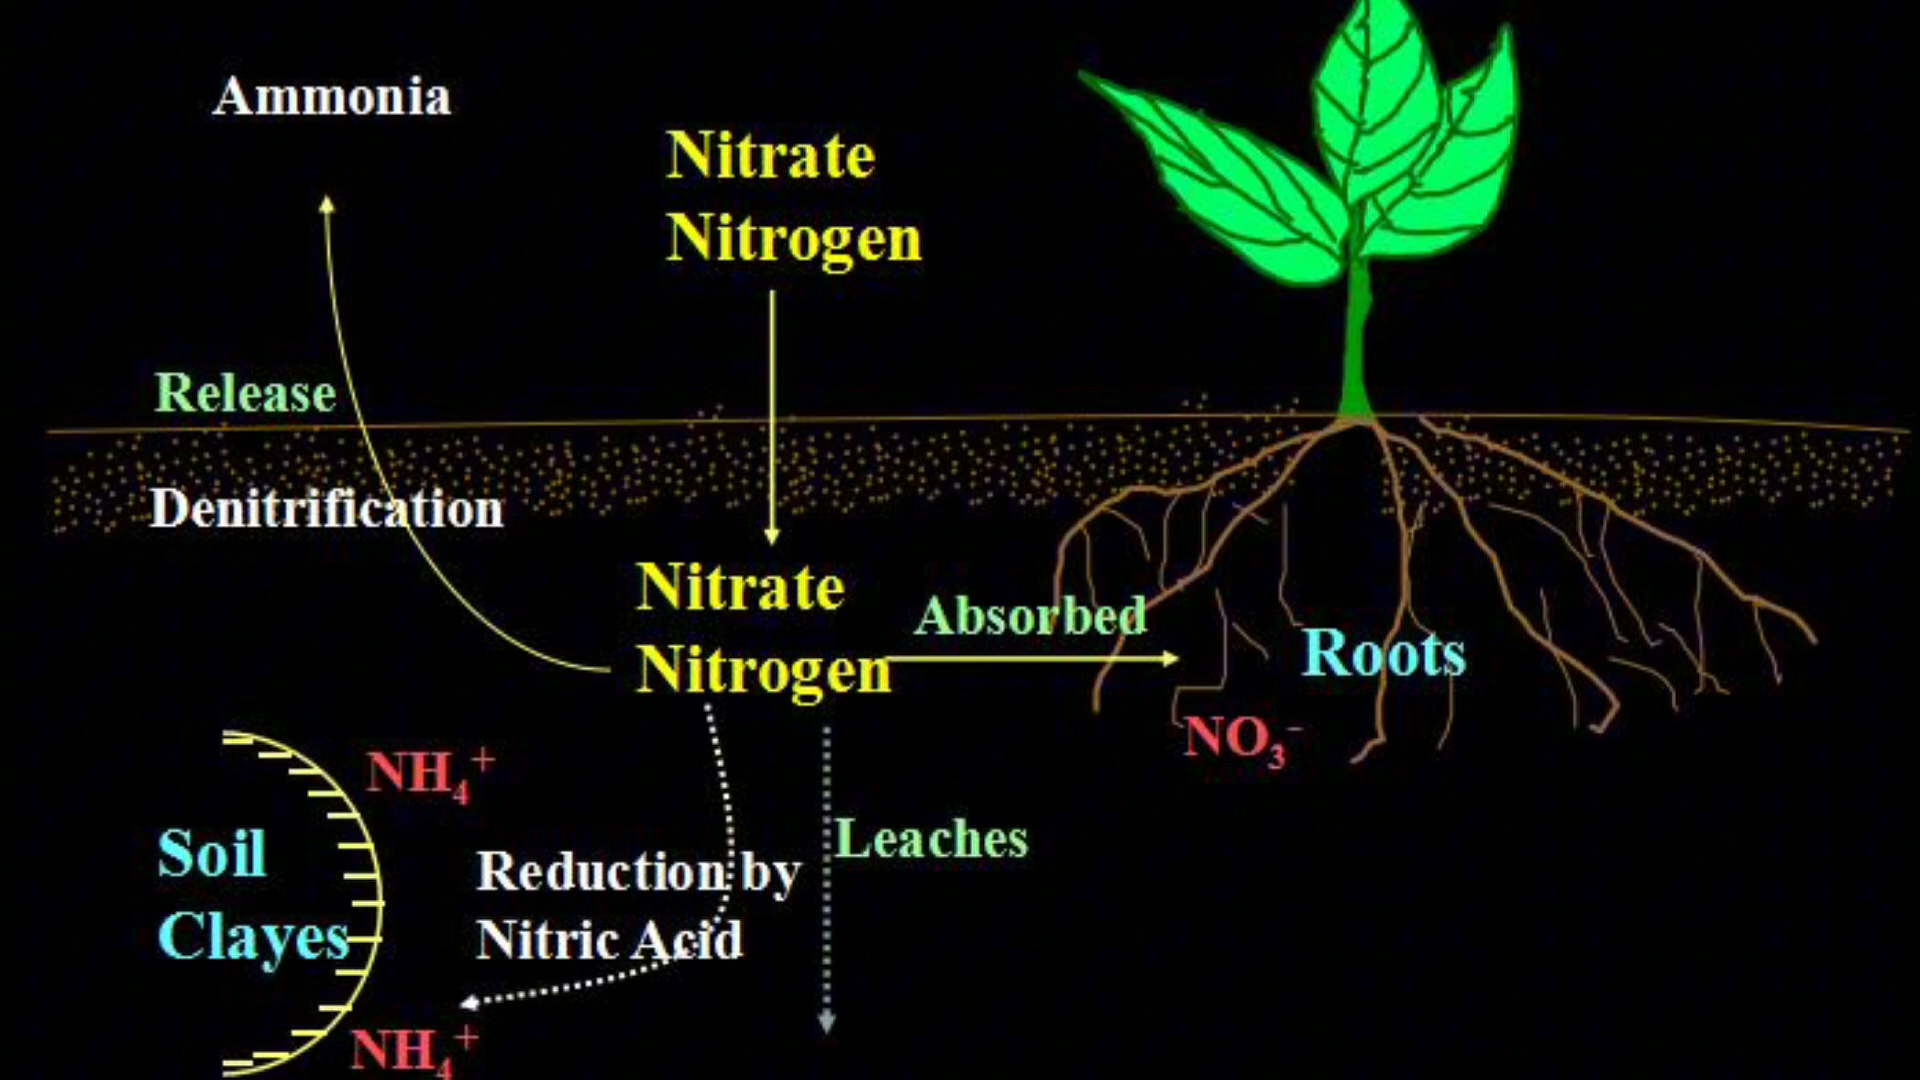 Ammonia
Nitrate
Nitrogen
Release
Denitrification
Nitrate
Nitrogen
Absorbed
Roots
NO₃⁻
NH₄⁺
Soil
Clayes
Reduction by
Nitric Acid
Leaches
NH₄⁺